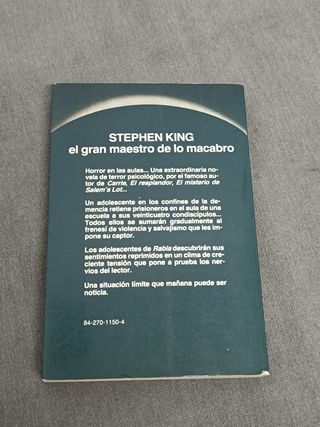 STEPHEN KING
el gran maestro de lo macabro
Horror en las aulas... Una extraordinaria no-
vela de terror psicológico, por el famoso au-
tor de Carrie, El resplandor, El misterio de
Salem's Lot...
Un adolescente en los confines de la de-
mencia retiene prisioneros en el aula de una
escuela a sus veinticuatro condiscípulos...
Todos ellos se sumarán gradualmente al
frenesí de violencia y salvajismo que les im-
pone su captor.
Los adolescentes de Rabia descubrirán sus
sentimientos reprimidos en un clima de cre-
ciente tensión que pone a prueba los ner-
vios del lector.
Una situación límite que mañana puede ser
noticia.
84-270-1150-4